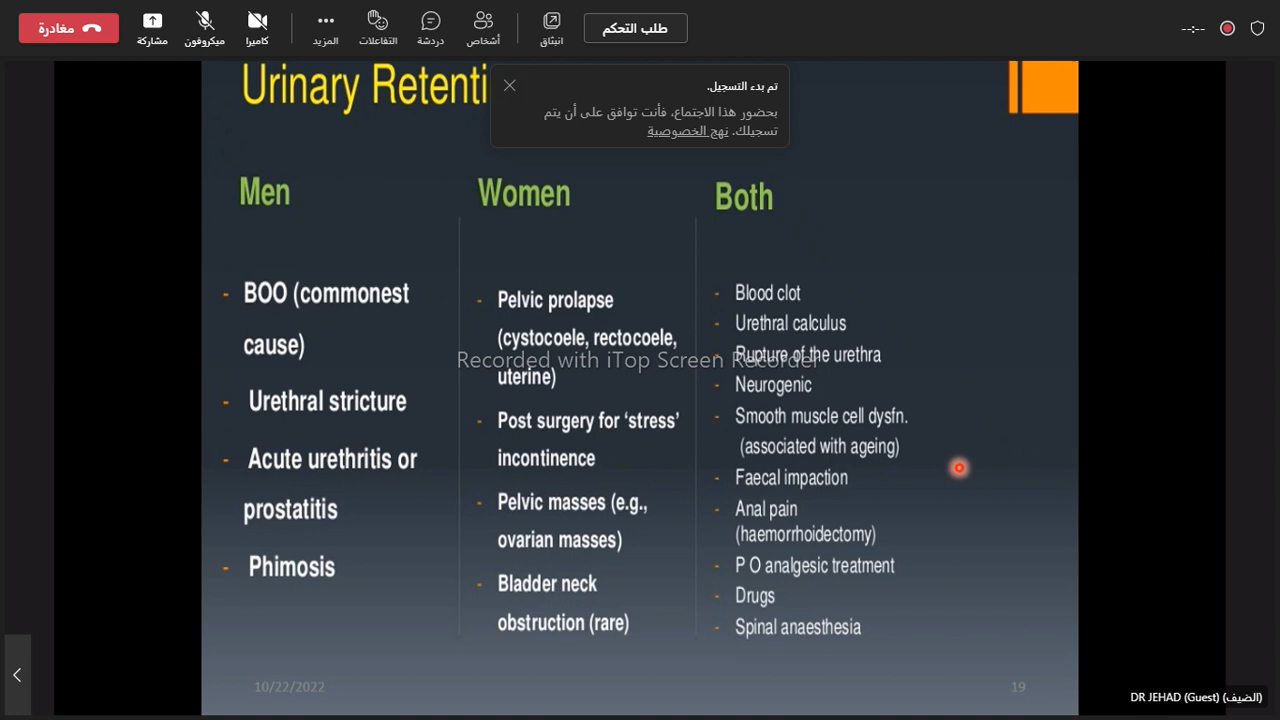 مغادرة
مشاركة
ميكروفون
كاميرا
المزيد
التفاعلات
دردشة
أشخاص
انبثاق
طلب التحكم
--:--
Urinary Retenti
تم بدء التسجيل.
بحضور هذا الاجتماع، فأنت توافق على أن يتم
تسجيلك. نهج الخصوصية
Men
- BOO (commonest
cause)
- Urethral stricture
- Acute urethritis or
prostatitis
- Phimosis
Women
- Pelvic prolapse
(cystocoele, rectocoele,
uterine)
- Post surgery for ‘stress’
incontinence
- Pelvic masses (e.g.,
ovarian masses)
- Bladder neck
obstruction (rare)
Both
- Blood clot
- Urethral calculus
- Rupture of the urethra
- Neurogenic
- Smooth muscle cell dysfn.
(associated with ageing)
- Faecal impaction
- Anal pain
(haemorrhoidectomy)
- P O analgesic treatment
- Drugs
- Spinal anaesthesia
Recorded with iTop Screen Recorder
10/22/2022
19
DR JEHAD (Guest) (الضيف)